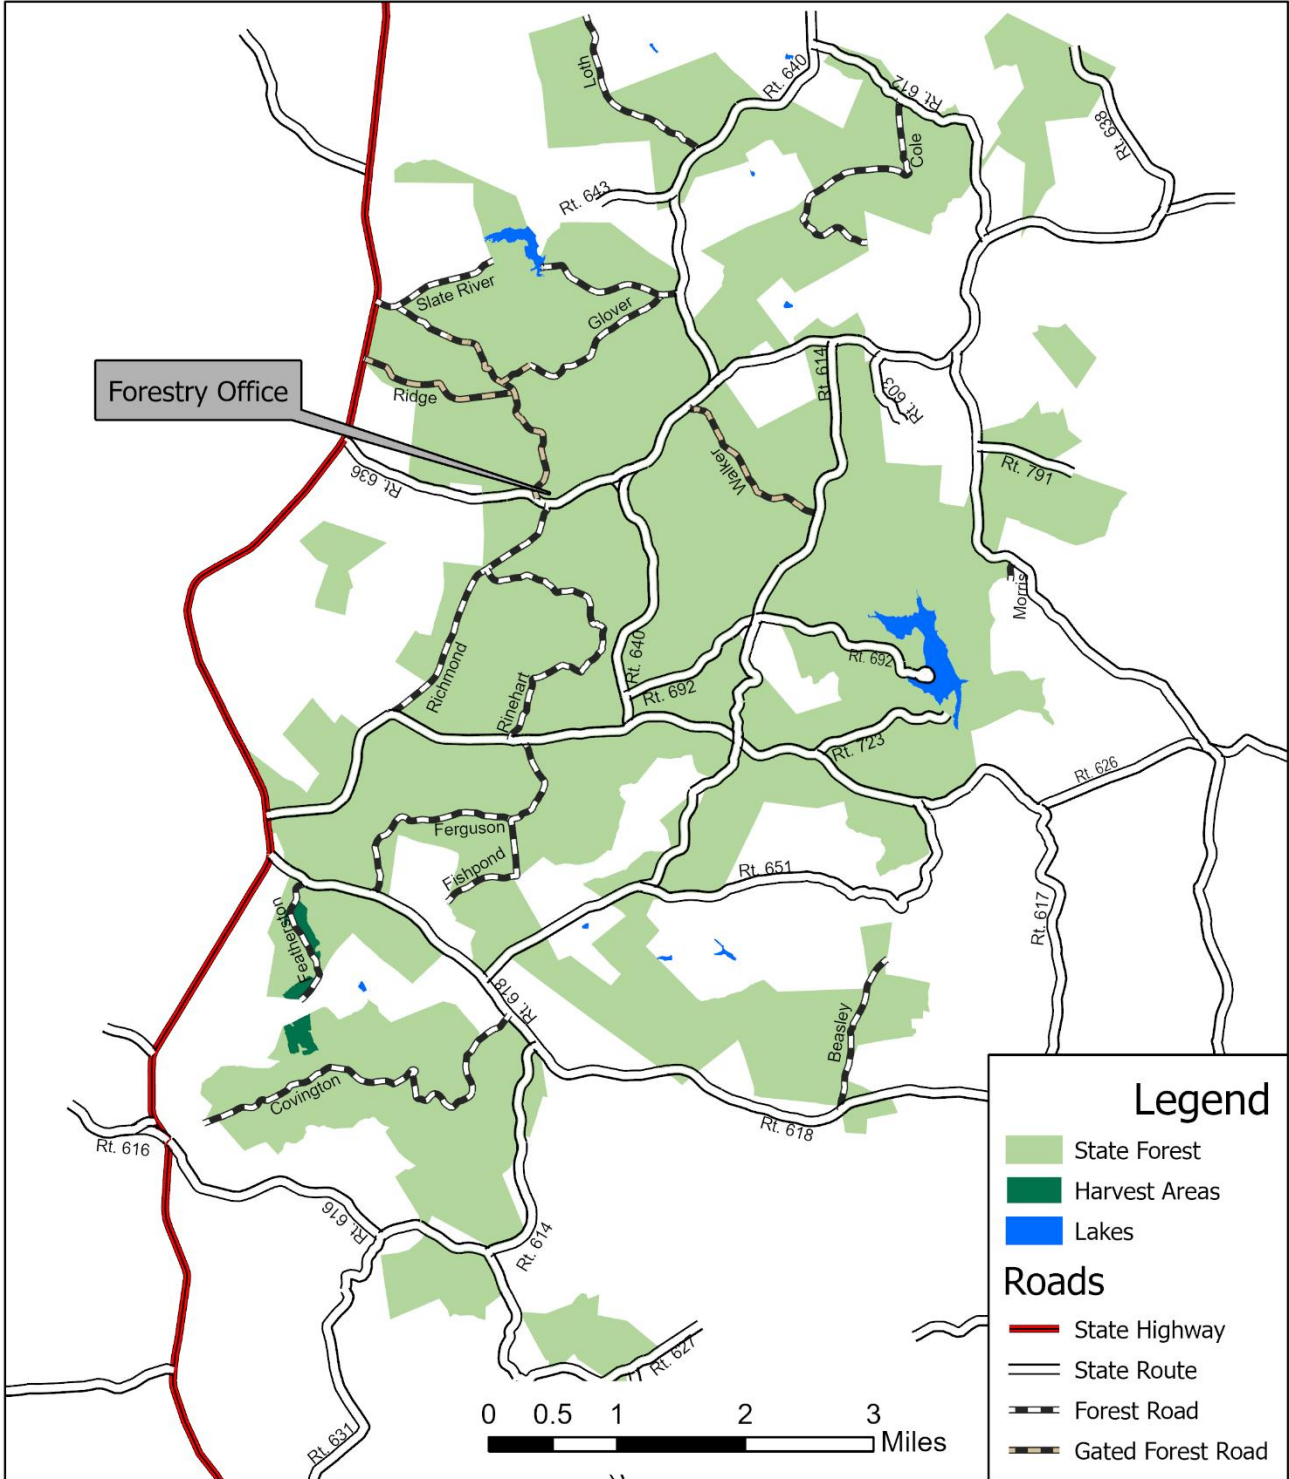 Loth
Rt. 640
Rt. 612
Cole
Rt. 638
Rt. 643
Slate River
Glover
Forestry Office
Ridge
Rt. 614
Rt. 603
Rt. 636
Walker
Rt. 791
Morris
Richmond
Rinehart
Rt. 640
Rt. 692
Rt. 692
Rt. 723
Rt. 626
Ferguson
Fishpond
Rt. 651
Featherston
Rt. 617
Rt. 618
Beasley
Covington
Rt. 618
Rt. 616
Rt. 616
Rt. 614
Rt. 627
Rt. 631
0 0.5 1 2 3
Miles
Legend
State Forest
Harvest Areas
Lakes
Roads
State Highway
State Route
Forest Road
Gated Forest Road